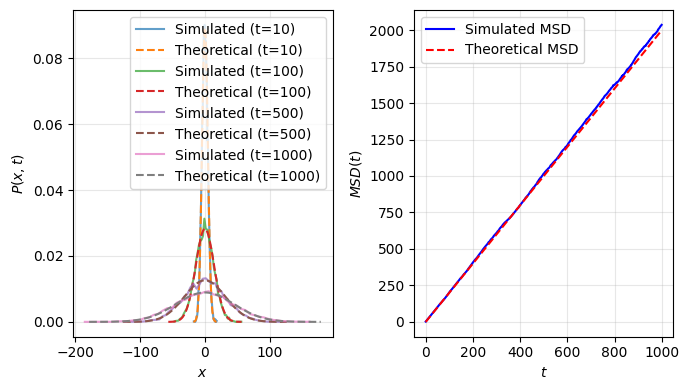 Simulated (t=10)
Theoretical (t=10)
Simulated (t=100)
Theoretical (t=100)
Simulated (t=500)
Theoretical (t=500)
Simulated (t=1000)
Theoretical (t=1000)
P(x, t)
0.08
0.06
0.04
0.02
0.00
−200
−100
0
100
x
Simulated MSD
Theoretical MSD
MSD(t)
2000
1750
1500
1250
1000
750
500
250
0
0
200
400
600
800
1000
t